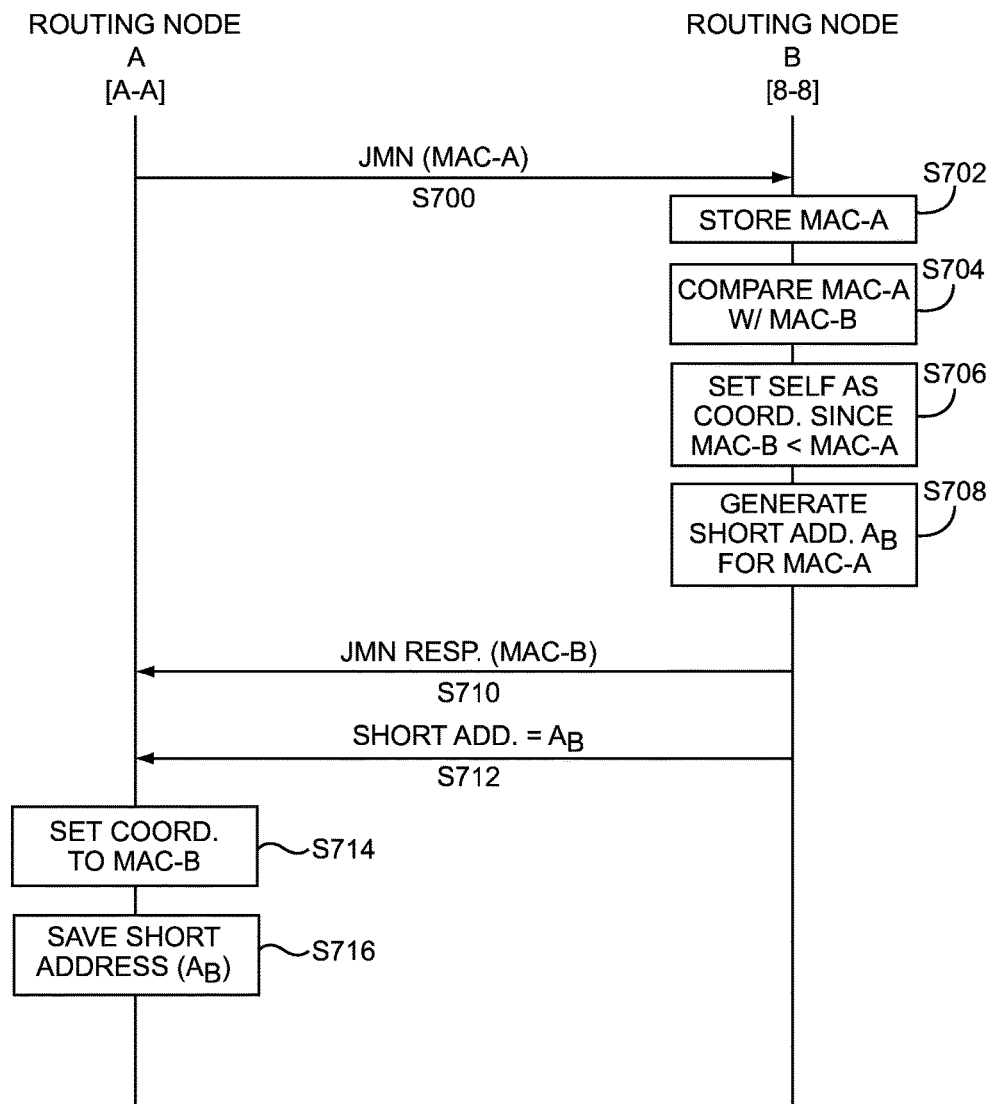 ROUTING NODE
A
[A-A]
ROUTING NODE
B
[8-8]
JMN (MAC-A)
S700
S702
STORE MAC-A
S704
COMPARE MAC-A
W/ MAC-B
S706
SET SELF AS
COORD. SINCE
MAC-B < MAC-A
S708
GENERATE
SHORT ADD. AB
FOR MAC-A
JMN RESP. (MAC-B)
S710
SHORT ADD. = AB
S712
SET COORD.
TO MAC-B
S714
SAVE SHORT
ADDRESS (AB)
S716